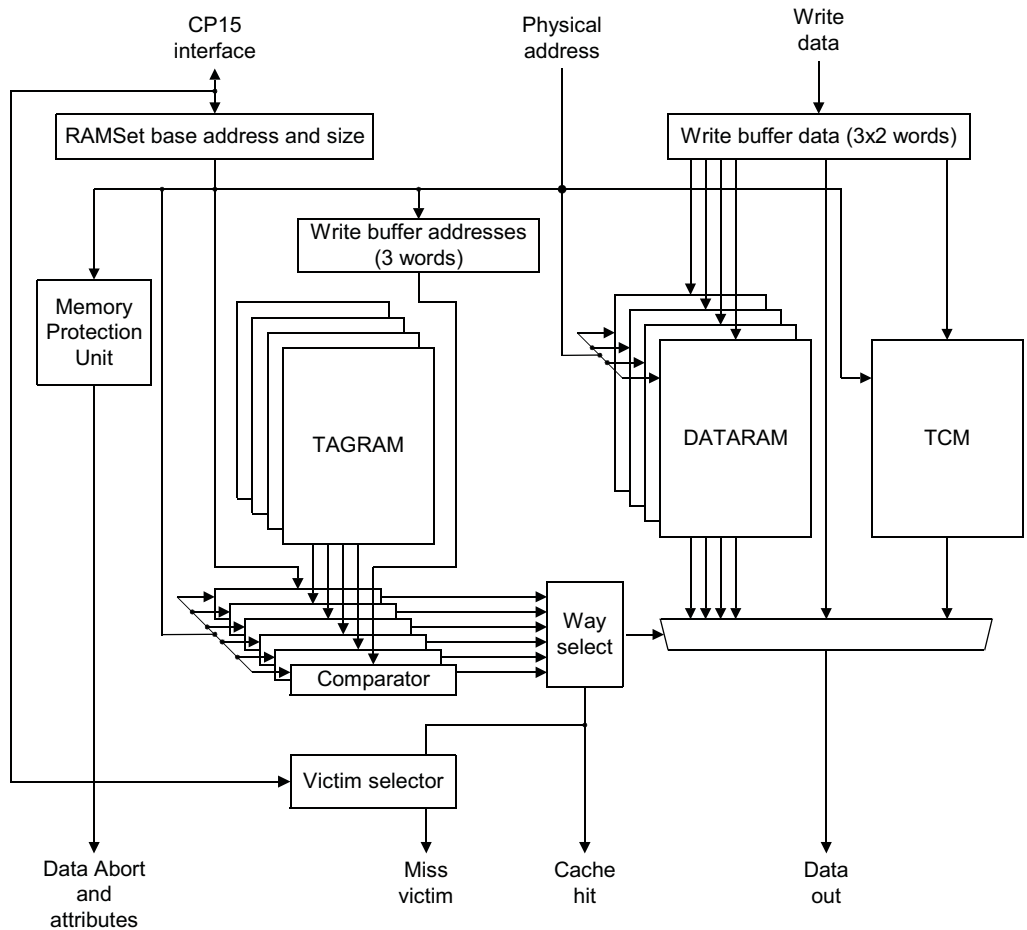 CP15
interface
Physical
address
Write
data
RAMSet base address and size
Write buffer data (3x2 words)
Write buffer addresses
(3 words)
Memory
Protection
Unit
TAGRAM
DATARAM
TCM
Way
select
Comparator
Victim selector
Data Abort
and
attributes
Miss
victim
Cache
hit
Data
out